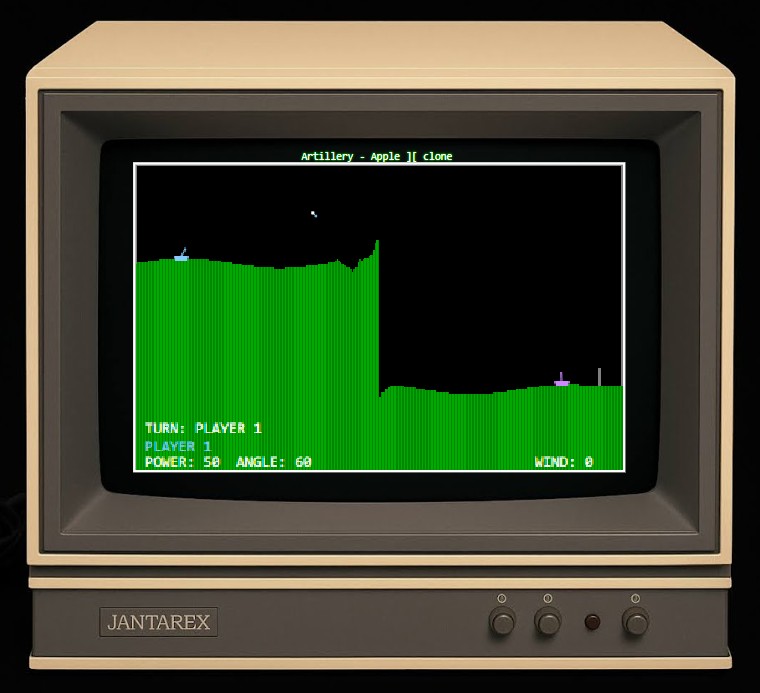 Artillery - Apple ][ clone
TURN: PLAYER 1
PLAYER 1
POWER: 50 ANGLE: 60 WIND: 0
JANTAREX